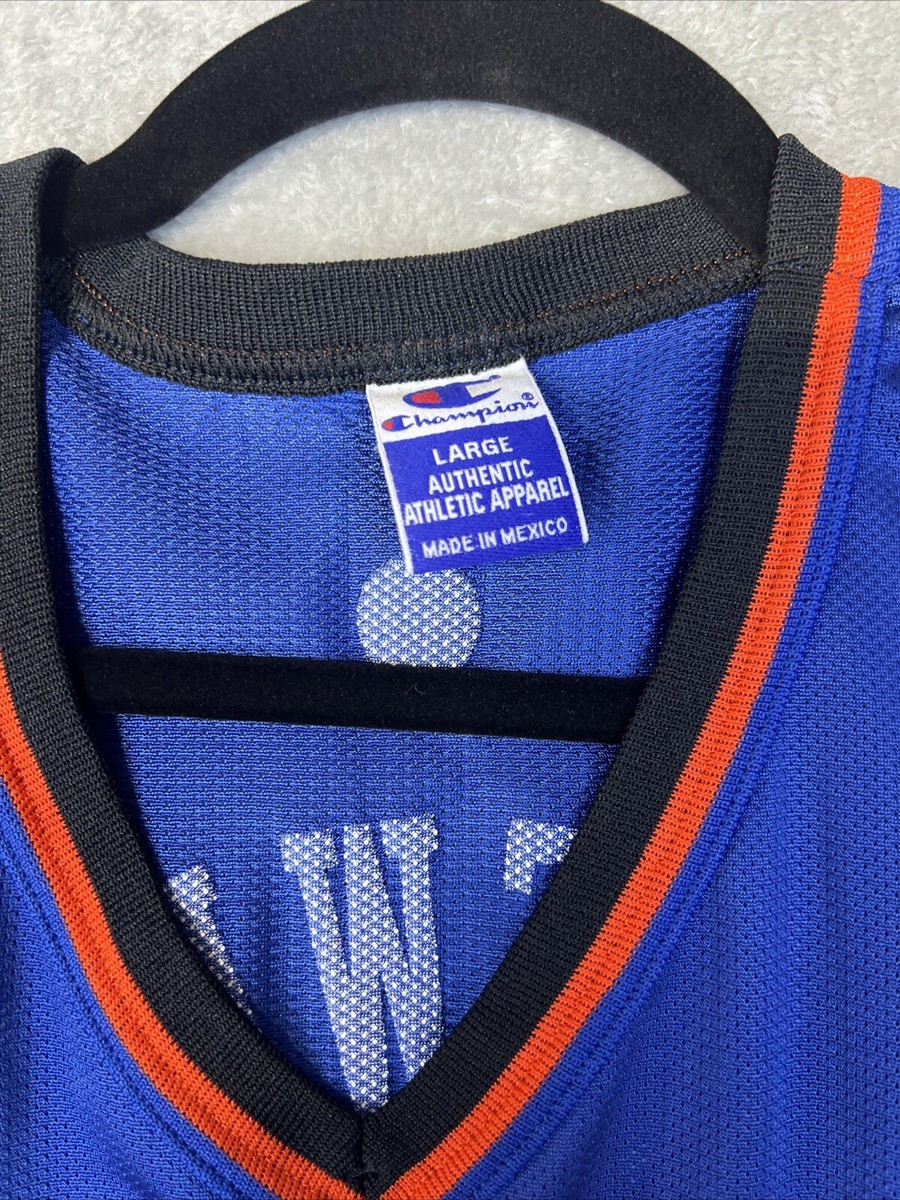 Champion®
LARGE
AUTHENTIC
ATHLETIC APPAREL
MADE IN MEXICO
W